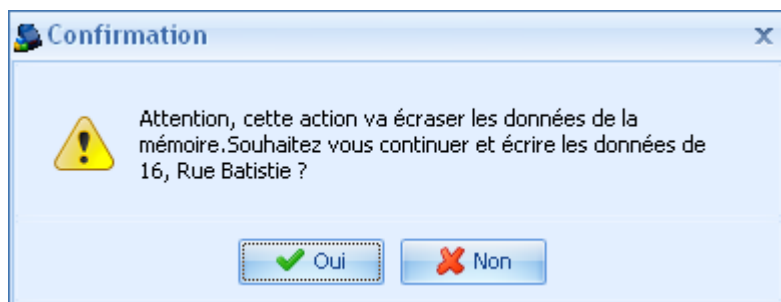 Confirmation
Attention, cette action va écraser les données de la
mémoire.Souhaitez vous continuer et écrire les données de
16, Rue Batistie ?
Oui
Non